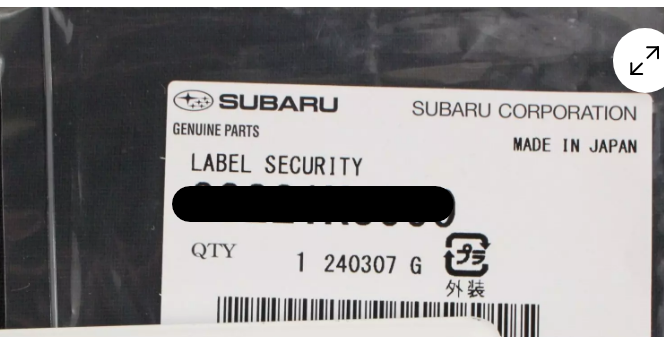 SUBARU
SUBARU CORPORATION
GENUINE PARTS
MADE IN JAPAN
LABEL SECURITY
QTY
1 240307 G
プラ
外装